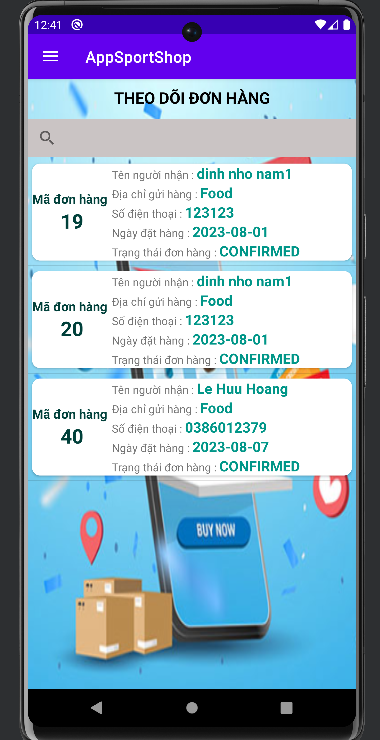 12:41
AppSportShop
THEO DÕI ĐƠN HÀNG
Mã đơn hàng
19
Tên người nhận : dinh nho nam1
Địa chỉ gửi hàng : Food
Số điện thoại : 123123
Ngày đặt hàng : 2023-08-01
Trạng thái đơn hàng : CONFIRMED
Mã đơn hàng
20
Tên người nhận : dinh nho nam1
Địa chỉ gửi hàng : Food
Số điện thoại : 123123
Ngày đặt hàng : 2023-08-01
Trạng thái đơn hàng : CONFIRMED
Mã đơn hàng
40
Tên người nhận : Le Huu Hoang
Địa chỉ gửi hàng : Food
Số điện thoại : 0386012379
Ngày đặt hàng : 2023-08-07
Trạng thái đơn hàng : CONFIRMED
BUY NOW